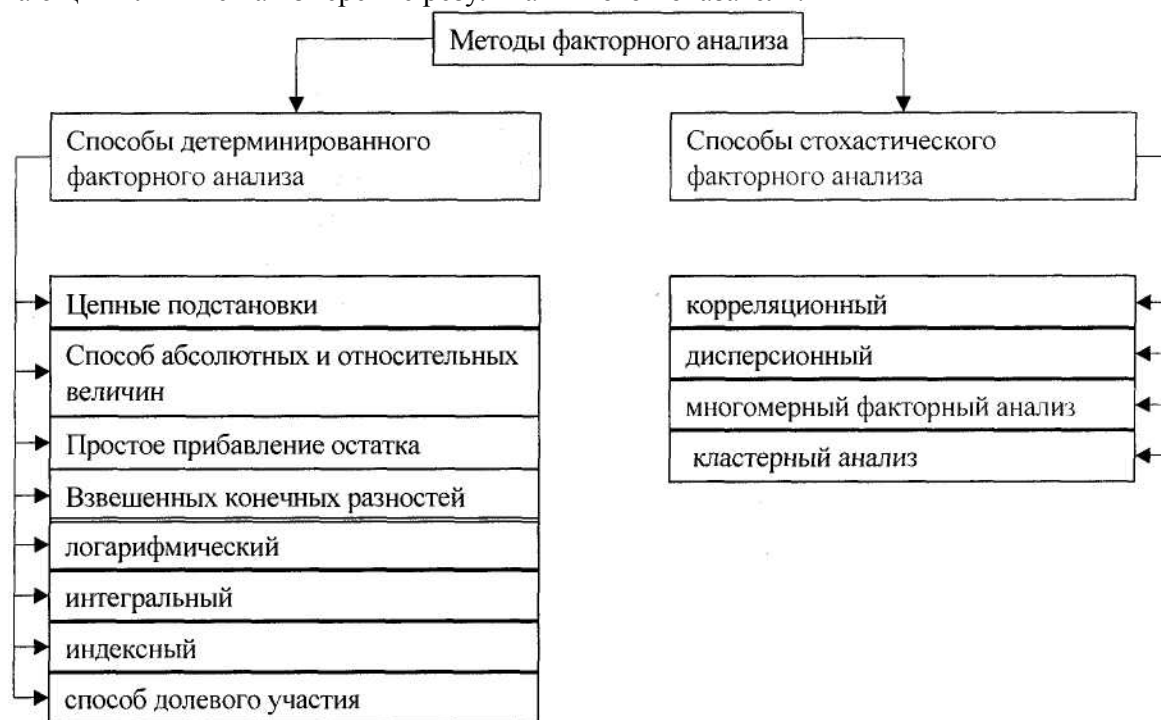 Методы факторного анализа
Способы детерминированного
факторного анализа
Цепные подстановки
Способ абсолютных и относительных
величин
Простое прибавление остатка
Взвешенных конечных разностей
логарифмический
интегральный
индексный
способ долевого участия
Способы стохастического
факторного анализа
корреляционный
дисперсионный
многомерный факторный анализ
кластерный анализ